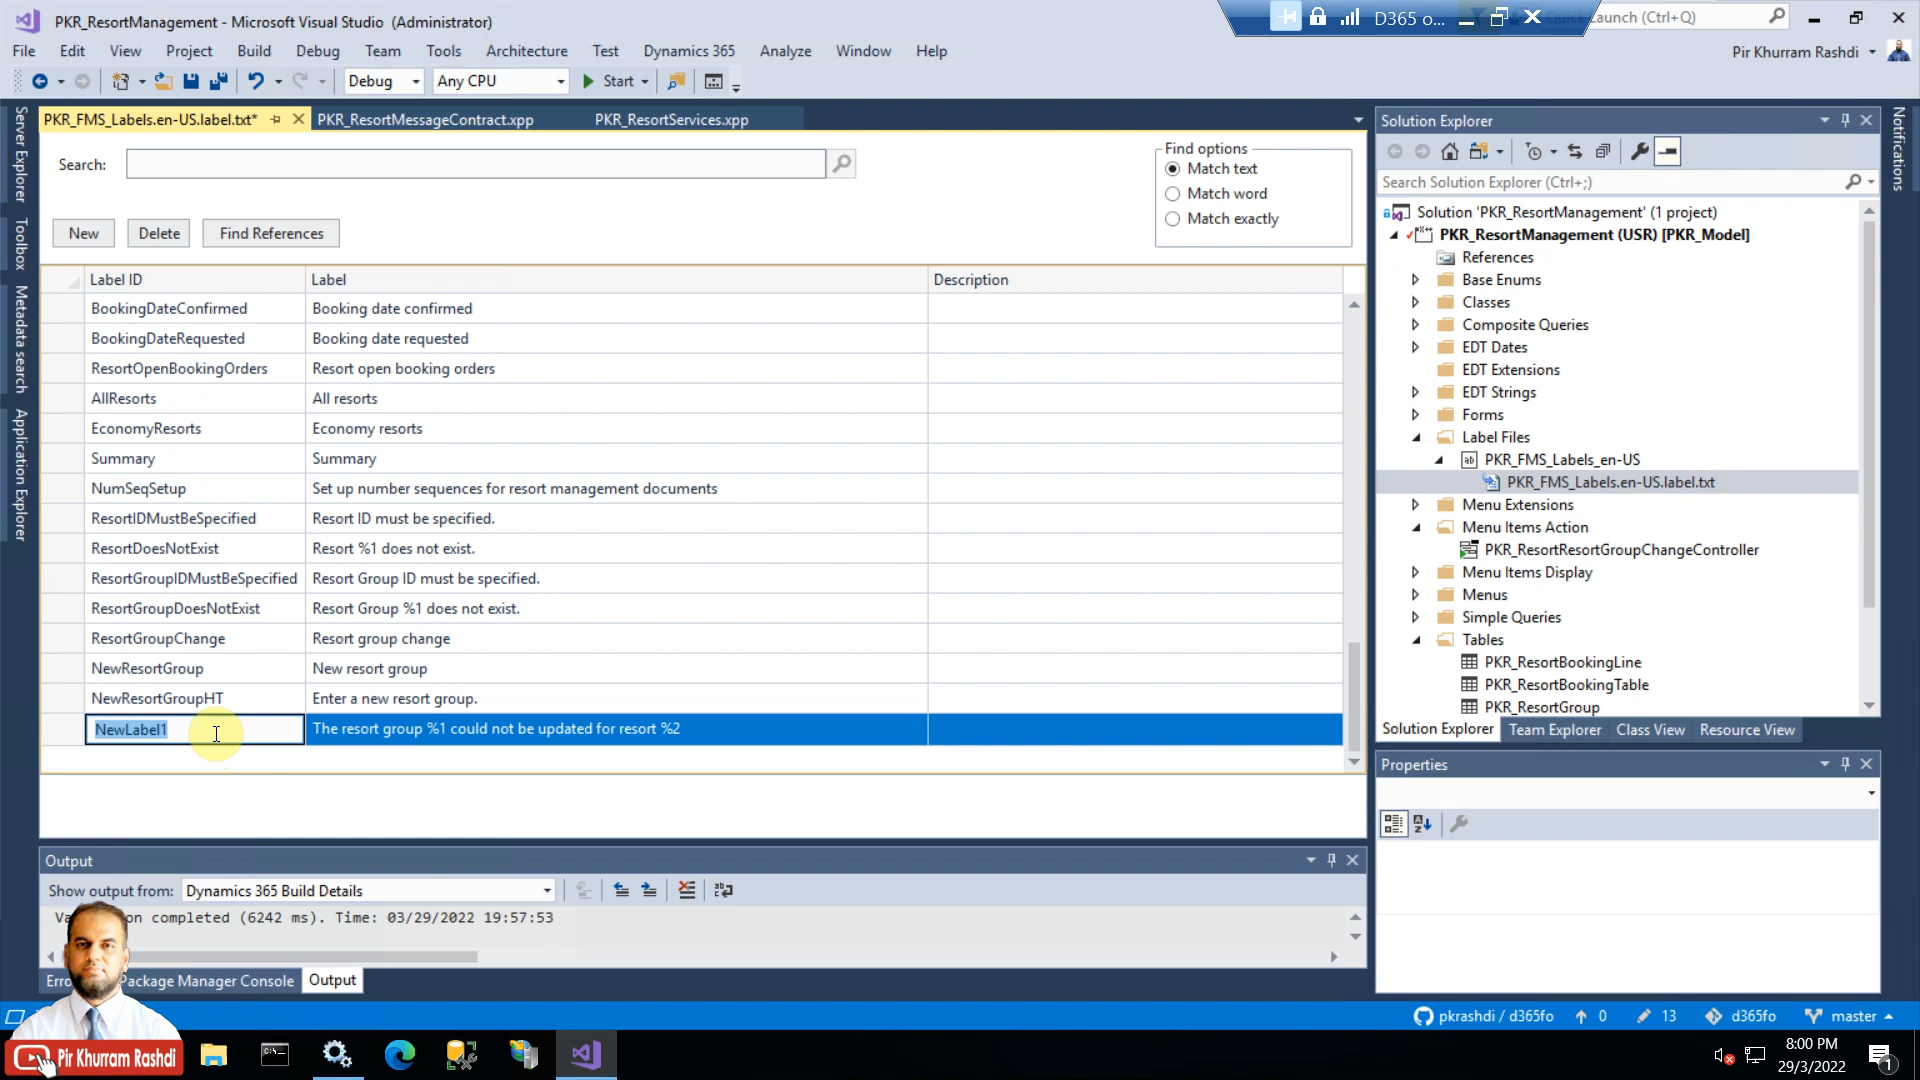 PKR_ResortManagement - Microsoft Visual Studio (Administrator)
D365 o...
Launch (Ctrl+Q)
File Edit View Project Build Debug Team Tools Architecture Test Dynamics 365 Analyze Window Help
Pir Khurram Rashdi
Debug Any CPU Start
Server Explorer
Toolbox
Metadata search
Application Explorer
PKR_FMS_Labels.en-US.label.txt* PKR_ResortMessageContract.xpp PKR_ResortServices.xpp
Search:
Find options
Match text
Match word
Match exactly
New Delete Find References
Label ID Label Description
BookingDateConfirmed Booking date confirmed
BookingDateRequested Booking date requested
ResortOpenBookingOrders Resort open booking orders
AllResorts All resorts
EconomyResorts Economy resorts
Summary Summary
NumSeqSetup Set up number sequences for resort management documents
ResortIDMustBeSpecified Resort ID must be specified.
ResortDoesNotExist Resort %1 does not exist.
ResortGroupIDMustBeSpecified Resort Group ID must be specified.
ResortGroupDoesNotExist Resort Group %1 does not exist.
ResortGroupChange Resort group change
NewResortGroup New resort group
NewResortGroupHT Enter a new resort group.
NewLabel1 The resort group %1 could not be updated for resort %2
Output
Show output from: Dynamics 365 Build Details
on completed (6242 ms). Time: 03/29/2022 19:57:53
Package Manager Console Output
Solution Explorer
Search Solution Explorer (Ctrl+;)
Solution 'PKR_ResortManagement' (1 project)
PKR_ResortManagement (USR) [PKR_Model]
References
Base Enums
Classes
Composite Queries
EDT Dates
EDT Extensions
EDT Strings
Forms
Label Files
PKR_FMS_Labels_en-US
PKR_FMS_Labels.en-US.label.txt
Menu Extensions
Menu Items Action
PKR_ResortResortGroupChangeController
Menu Items Display
Menus
Simple Queries
Tables
PKR_ResortBookingLine
PKR_ResortBookingTable
PKR_ResortGroup
Solution Explorer Team Explorer Class View Resource View
Properties
Notifications
pkrashdi / d365fo 0 13 d365fo master
Pir Khurram Rashdi
8:00 PM
29/3/2022
1